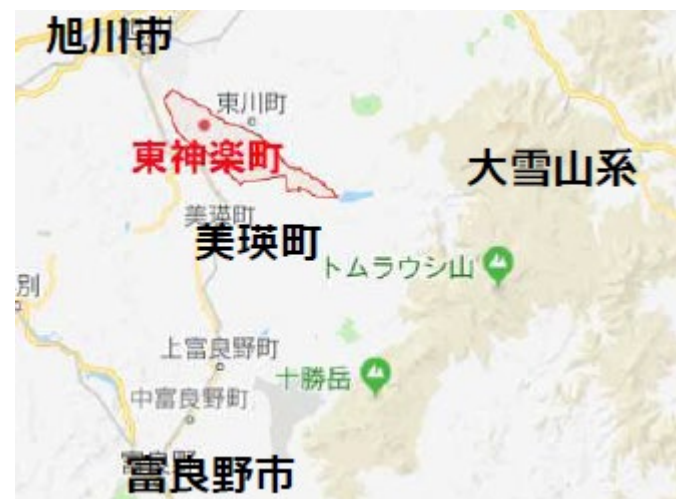 旭川市
東川町
東神楽町
大雪山系
美瑛町
美瑛町
トムラウシ山
別
上富良野町
十勝岳
中富良野町
富良野市